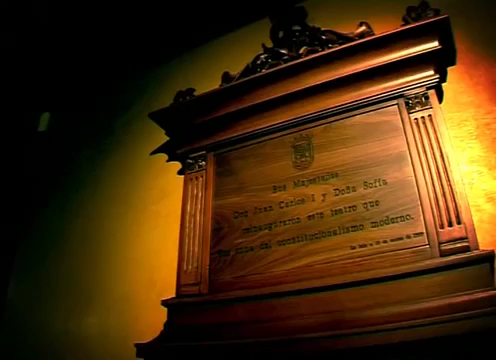 Sus Majestades
Don Juan Carlos I y Doña Sofía
inauguraron este teatro que
fue cuna del constitucionalismo moderno.